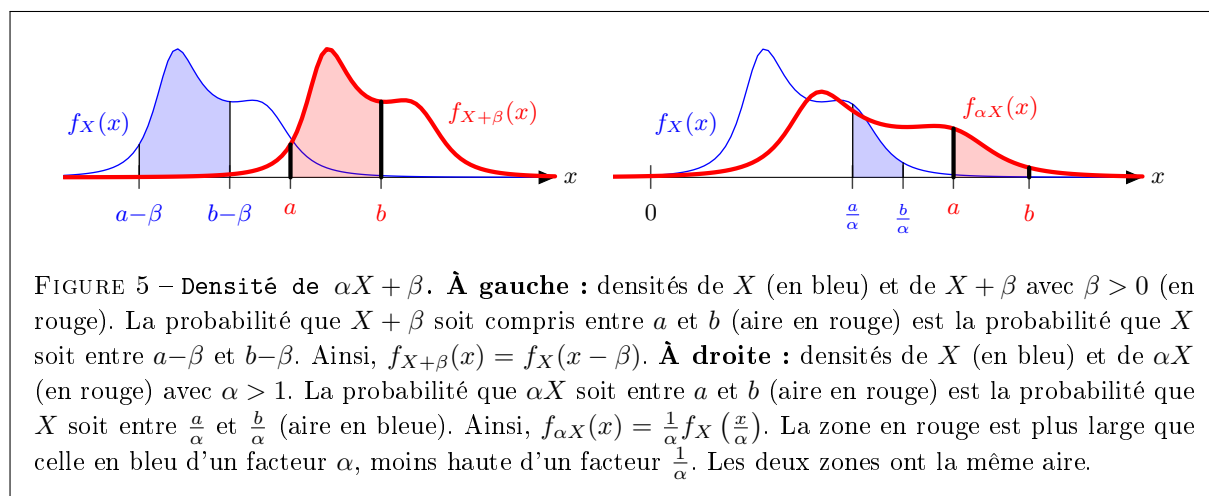 f_X(x) f_{X+β}(x) x
a−β b−β a b
f_X(x) f_{αX}(x) x
0 a/α b/α a b
FIGURE 5 – Densité de αX + β. À gauche : densités de X (en bleu) et de X + β avec β > 0 (en
rouge). La probabilité que X + β soit compris entre a et b (aire en rouge) est la probabilité que X
soit entre a−β et b−β. Ainsi, f_{X+β}(x) = f_X(x − β). À droite : densités de X (en bleu) et de αX
(en rouge) avec α > 1. La probabilité que αX soit entre a et b (aire en rouge) est la probabilité que
X soit entre a/α et b/α (aire en bleue). Ainsi, f_{αX}(x) = 1/α f_X (x/α). La zone en rouge est plus large que
celle en bleu d'un facteur α, moins haute d'un facteur 1/α. Les deux zones ont la même aire.